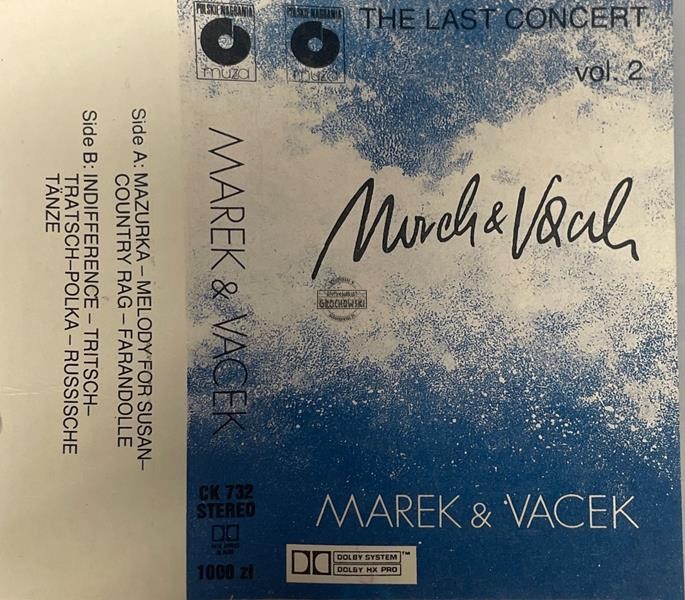 Side A: MAZURKA – MELODY FOR SUSAN–
COUNTRY RAG – FARANDOLLE
Side B: INDIFFERENCE – TRITSCH–
TRATSCH–POLKA – RUSSISCHE
TÄNZE
POLSKIE NAGRANIA
muza
MAREK & VACEK
CK 732
STEREO
1000 zł
POLSKIE NAGRANIA
muza
THE LAST CONCERT
vol. 2
Marek & Vacek
GROCHOWSKI
MAREK & VACEK
DOLBY SYSTEM™
DOLBY HX PRO